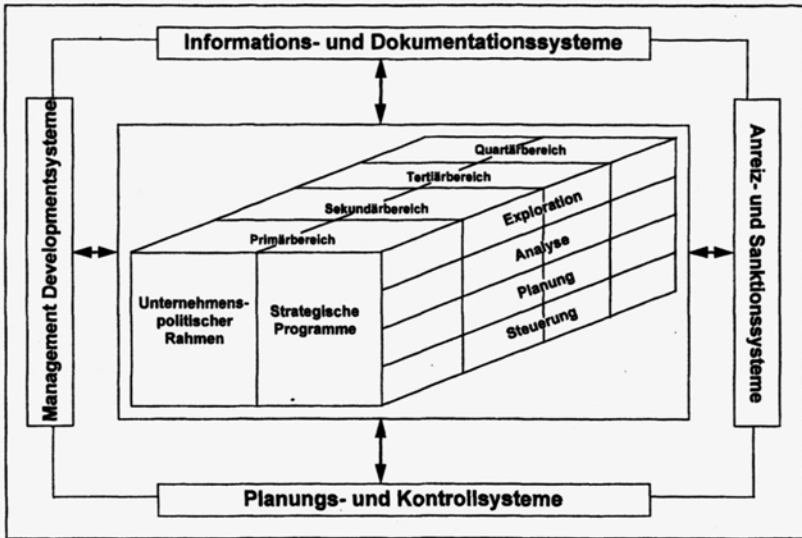 Informations- und Dokumentationssysteme
Management Developmentsysteme
Quartärbereich
Tertiärbereich
Sekundärbereich
Primärbereich
Exploration
Analyse
Planung
Steuerung
Unternehmens-
politischer
Rahmen
Strategische
Programme
Anreiz- und Sanktionssysteme
Planungs- und Kontrollsysteme